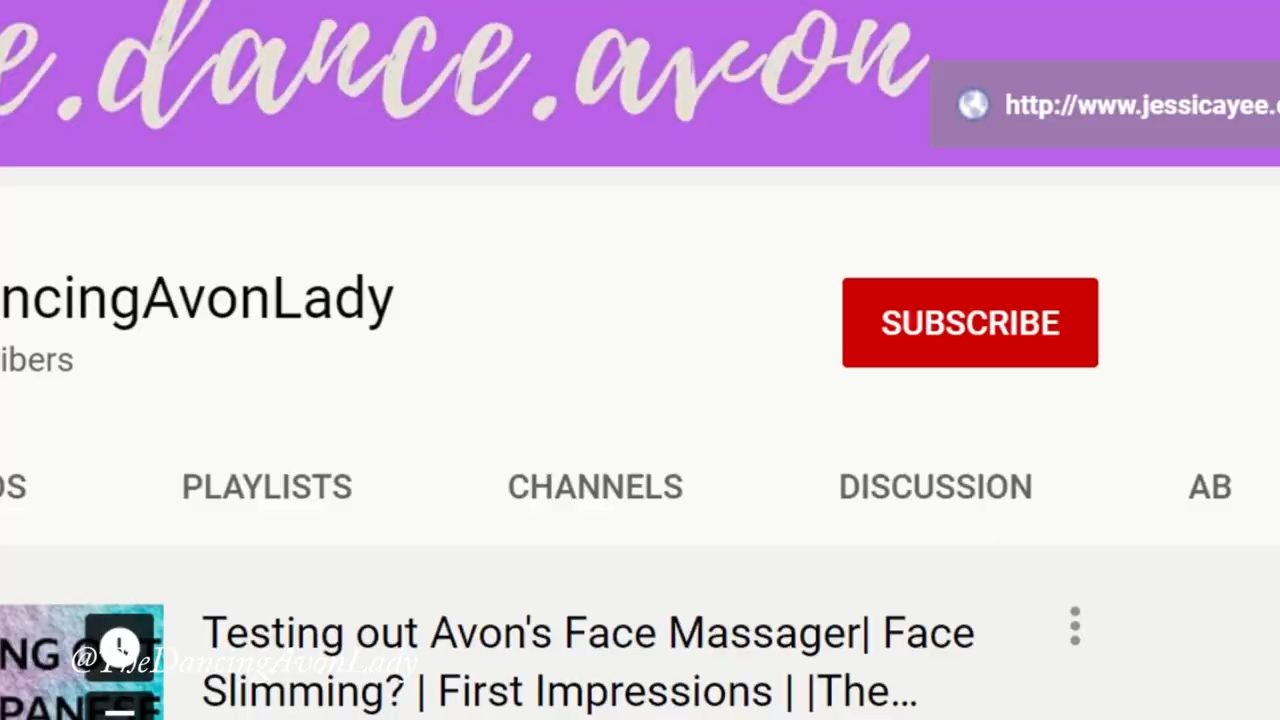 e.dance.avon
http://www.jessicayee.
ncingAvonLady
ibers
SUBSCRIBE
OS
PLAYLISTS
CHANNELS
DISCUSSION
AB
Testing out Avon's Face Massager| Face
Slimming? | First Impressions | |The...
NG
@TheDancingAvonLady
PANESE